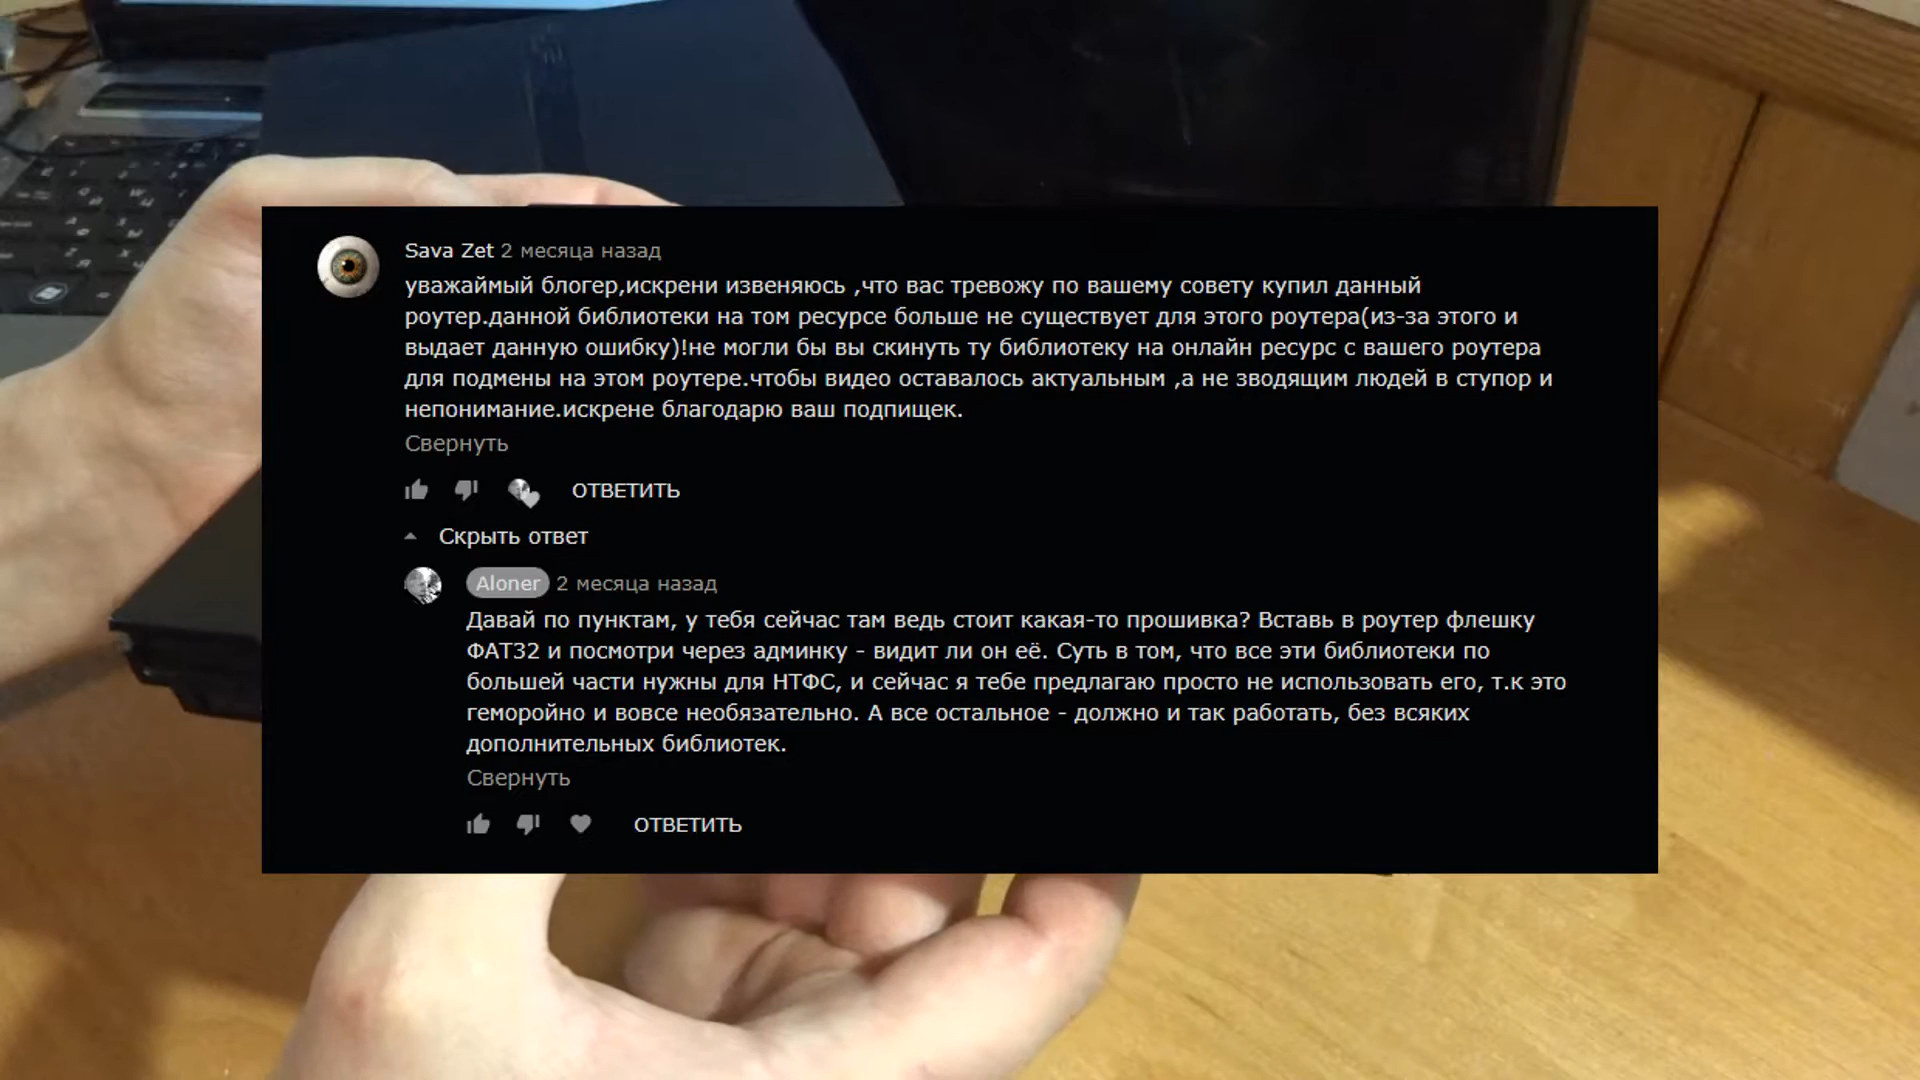 Sava Zet 2 месяца назад
уважаймый блогер,искрени извеняюсь ,что вас тревожу по вашему совету купил данный
роутер.данной библиотеки на том ресурсе больше не существует для этого роутера(из-за этого и
выдает данную ошибку)!не могли бы вы скинуть ту библиотеку на онлайн ресурс с вашего роутера
для подмены на этом роутере.чтобы видео оставалось актуальным ,а не зводящим людей в ступор и
непонимание.искрене благодарю ваш подпищек.
Свернуть
ОТВЕТИТЬ
Скрыть ответ
Aloner 2 месяца назад
Давай по пунктам, у тебя сейчас там ведь стоит какая-то прошивка? Вставь в роутер флешку
ФАТ32 и посмотри через админку - видит ли он её. Суть в том, что все эти библиотеки по
большей части нужны для НТФС, и сейчас я тебе предлагаю просто не использовать его, т.к это
геморойно и вовсе необязательно. А все остальное - должно и так работать, без всяких
дополнительных библиотек.
Свернуть
ОТВЕТИТЬ